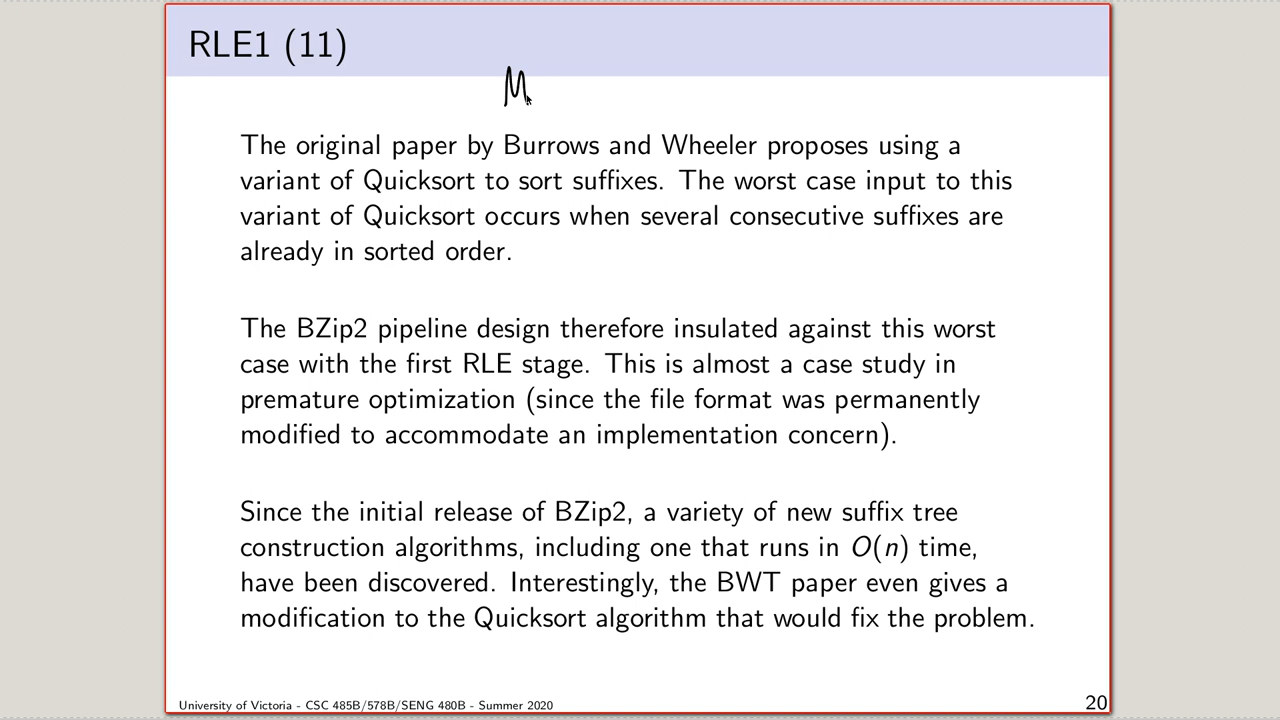 RLE1 (11)
M
The original paper by Burrows and Wheeler proposes using a
variant of Quicksort to sort suffixes. The worst case input to this
variant of Quicksort occurs when several consecutive suffixes are
already in sorted order.
The BZip2 pipeline design therefore insulated against this worst
case with the first RLE stage. This is almost a case study in
premature optimization (since the file format was permanently
modified to accommodate an implementation concern).
Since the initial release of BZip2, a variety of new suffix tree
construction algorithms, including one that runs in O(n) time,
have been discovered. Interestingly, the BWT paper even gives a
modification to the Quicksort algorithm that would fix the problem.
University of Victoria - CSC 485B/578B/SENG 480B - Summer 2020
20